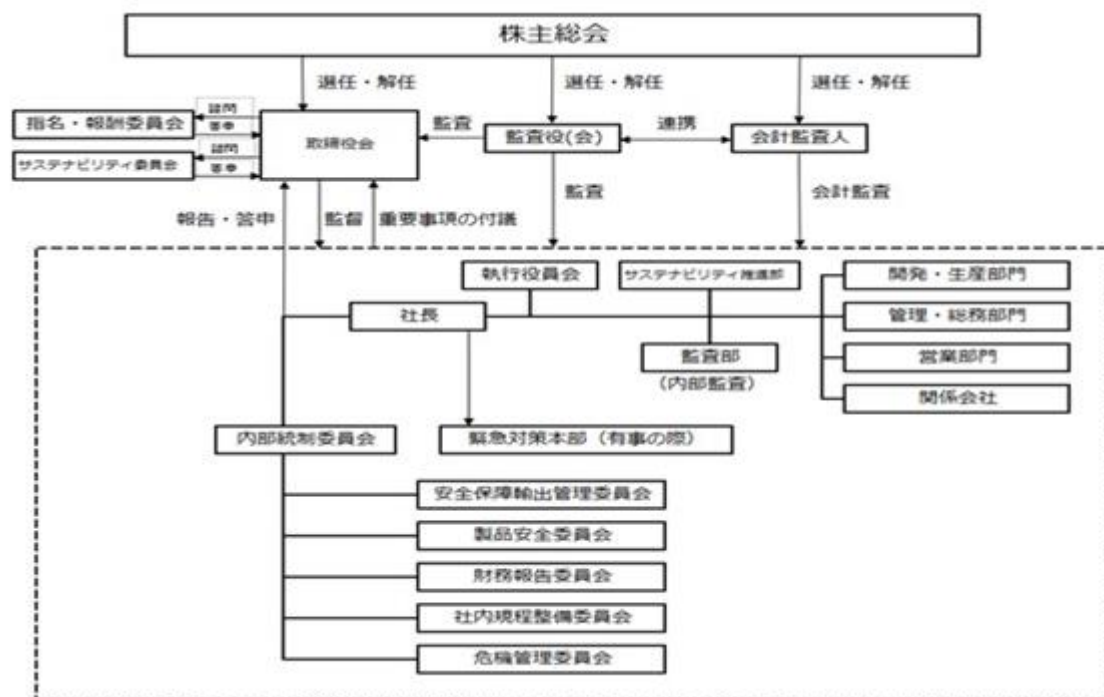 株主総会
選任・解任
選任・解任
選任・解任
指名・報酬委員会
諮問
答申
サステナビリティ委員会
諮問
答申
取締役会
監査
監査役(会)
連携
会計監査人
報告・答申
監督
重要事項の付議
監査
会計監査
執行役員会
サステナビリティ推進部
開発・生産部門
社長
管理・総務部門
監査部
(内部監査)
営業部門
関係会社
内部統制委員会
緊急対策本部（有事の際）
安全保障輸出管理委員会
製品安全委員会
財務報告委員会
社内規程整備委員会
危機管理委員会